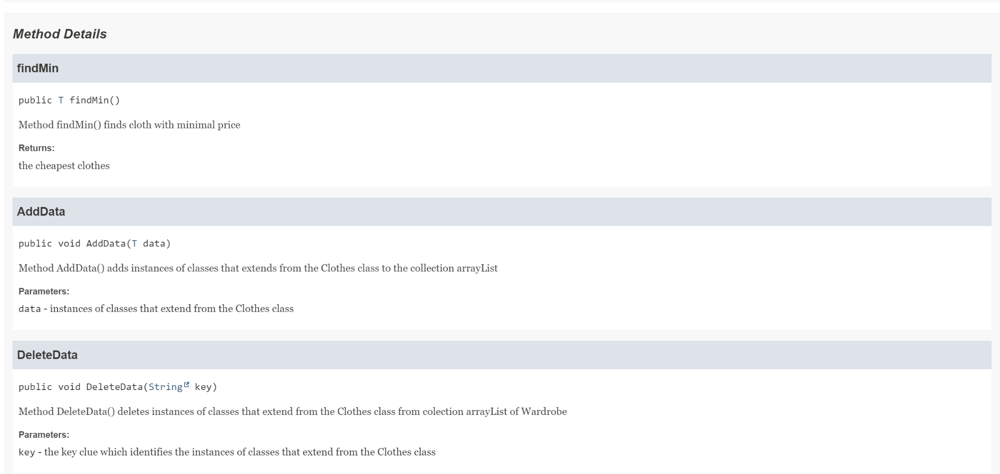 Method Details
findMin
public T findMin()
Method findMin() finds cloth with minimal price
Returns:
the cheapest clothes
AddData
public void AddData(T data)
Method AddData() adds instances of classes that extends from the Clothes class to the collection arrayList
Parameters:
data - instances of classes that extend from the Clothes class
DeleteData
public void DeleteData(String key)
Method DeleteData() deletes instances of classes that extend from the Clothes class from colection arrayList of Wardrobe
Parameters:
key - the key clue which identifies the instances of classes that extend from the Clothes class